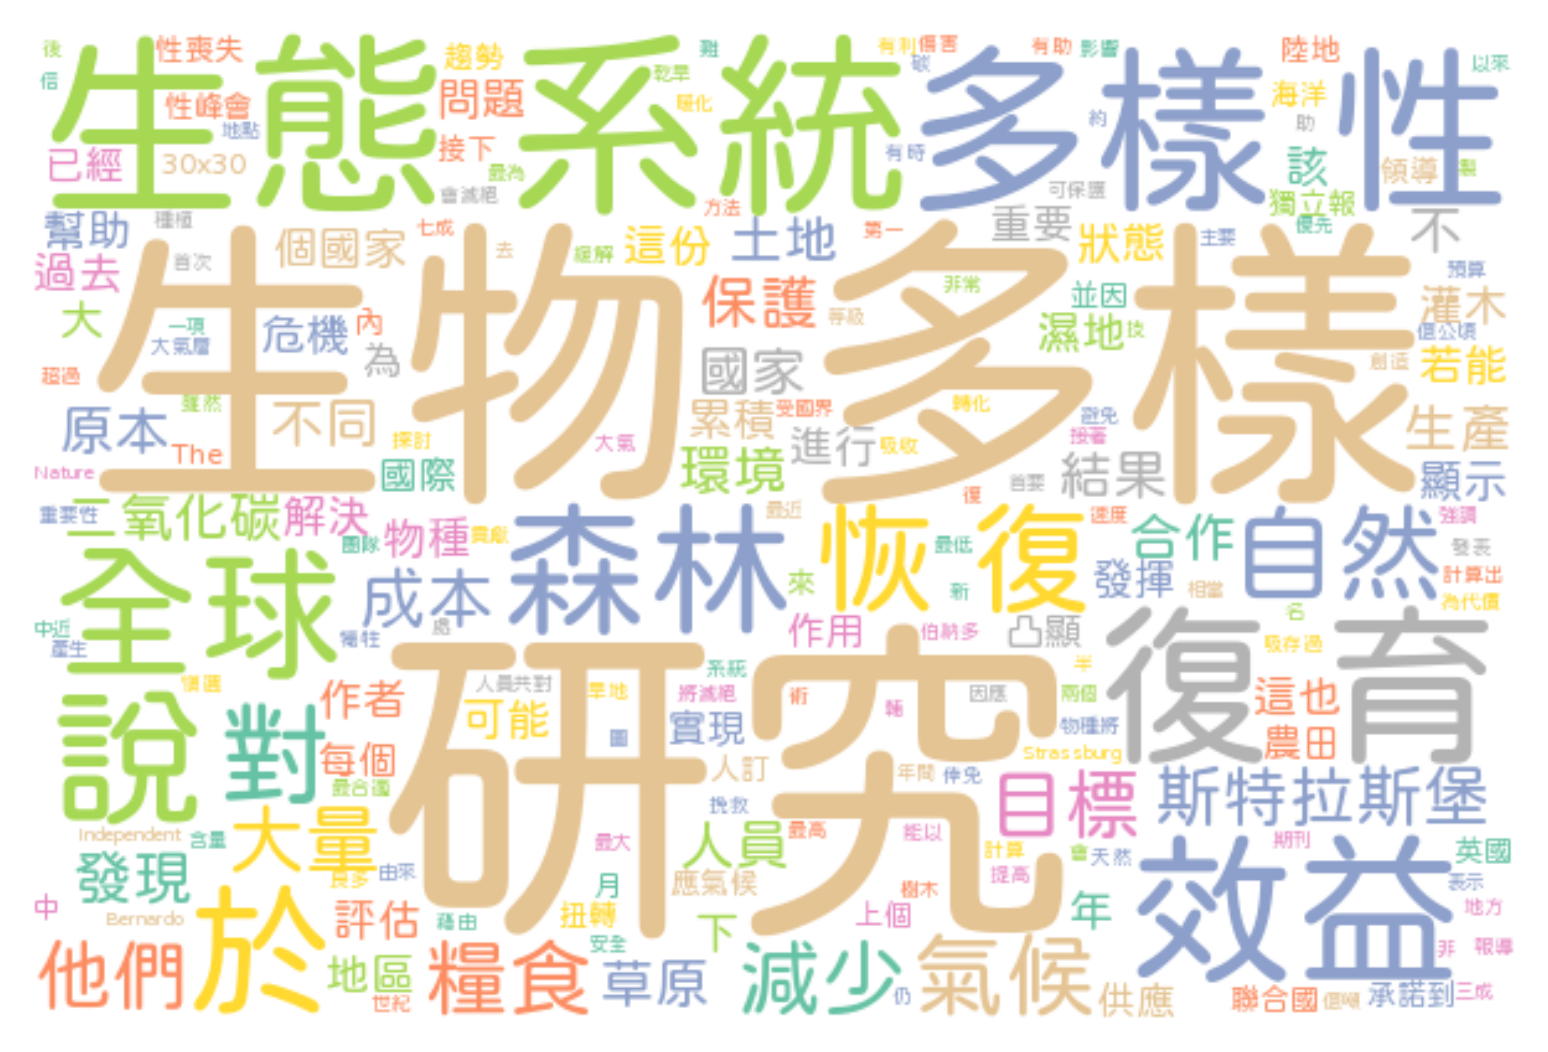 後 性喪失 趨勢 難 有利 傷害 有助 影響 陸地 以來
生態系統 多樣性
倍 乾旱 碳
性峰會 問題 暖化 海洋
地點 約 助
已經 30x30 接下 有時 該 領導 製
最為
會滅絕 可保護
種植 方法 獨立報
幫助 七成 重要 優先 不
個國家 這份 土地 第一 狀態 主要
首次 去 緩解
過去 非常 預算
生物多樣
大 一項 保護 並因 灌木
危機 內 等級 濕地 技 億公頃
大氣層 為 國家 創造 若能
超過
雖然 不同 累積 受國界 轉化 避免 生產
原本 探討 大氣 進行 吸收 接著
The
Nature 國際 環境 首要 結果 顯示
復
重要性 二氧化碳 解決 最近 速度 強調
團隊 物種 貢獻 森林 恢復 最低 合作 自然 發表
全球 成本 來 新 發揮 相當 計算出
為代價
中近 處 作用 伯納多 凸顯 名
產生 犧牲 吸存過
研究 復育
系統 半
人員共對 旱地 將滅絕 術 因應 兩個
說 對 作者 可能 圖 實現 輔 物種將 這也
每個 Strassburg 農田
人訂 年間 倖免
最合適 挽救 目標 斯特拉斯堡
Independent 含量 大量 最大 人員 最高 能以 計算 會 天然 期刊 英國
發現 良多 由來 月 應氣候 樹木 提高 效益 表示
中 Bernardo 於 評估 藉由 扭轉 下 上個 年 地方
安全 非 報導
他們 地區 糧食 草原 減少 仍 氣候 供應 聯合國 億噸 承諾到 三成
世紀